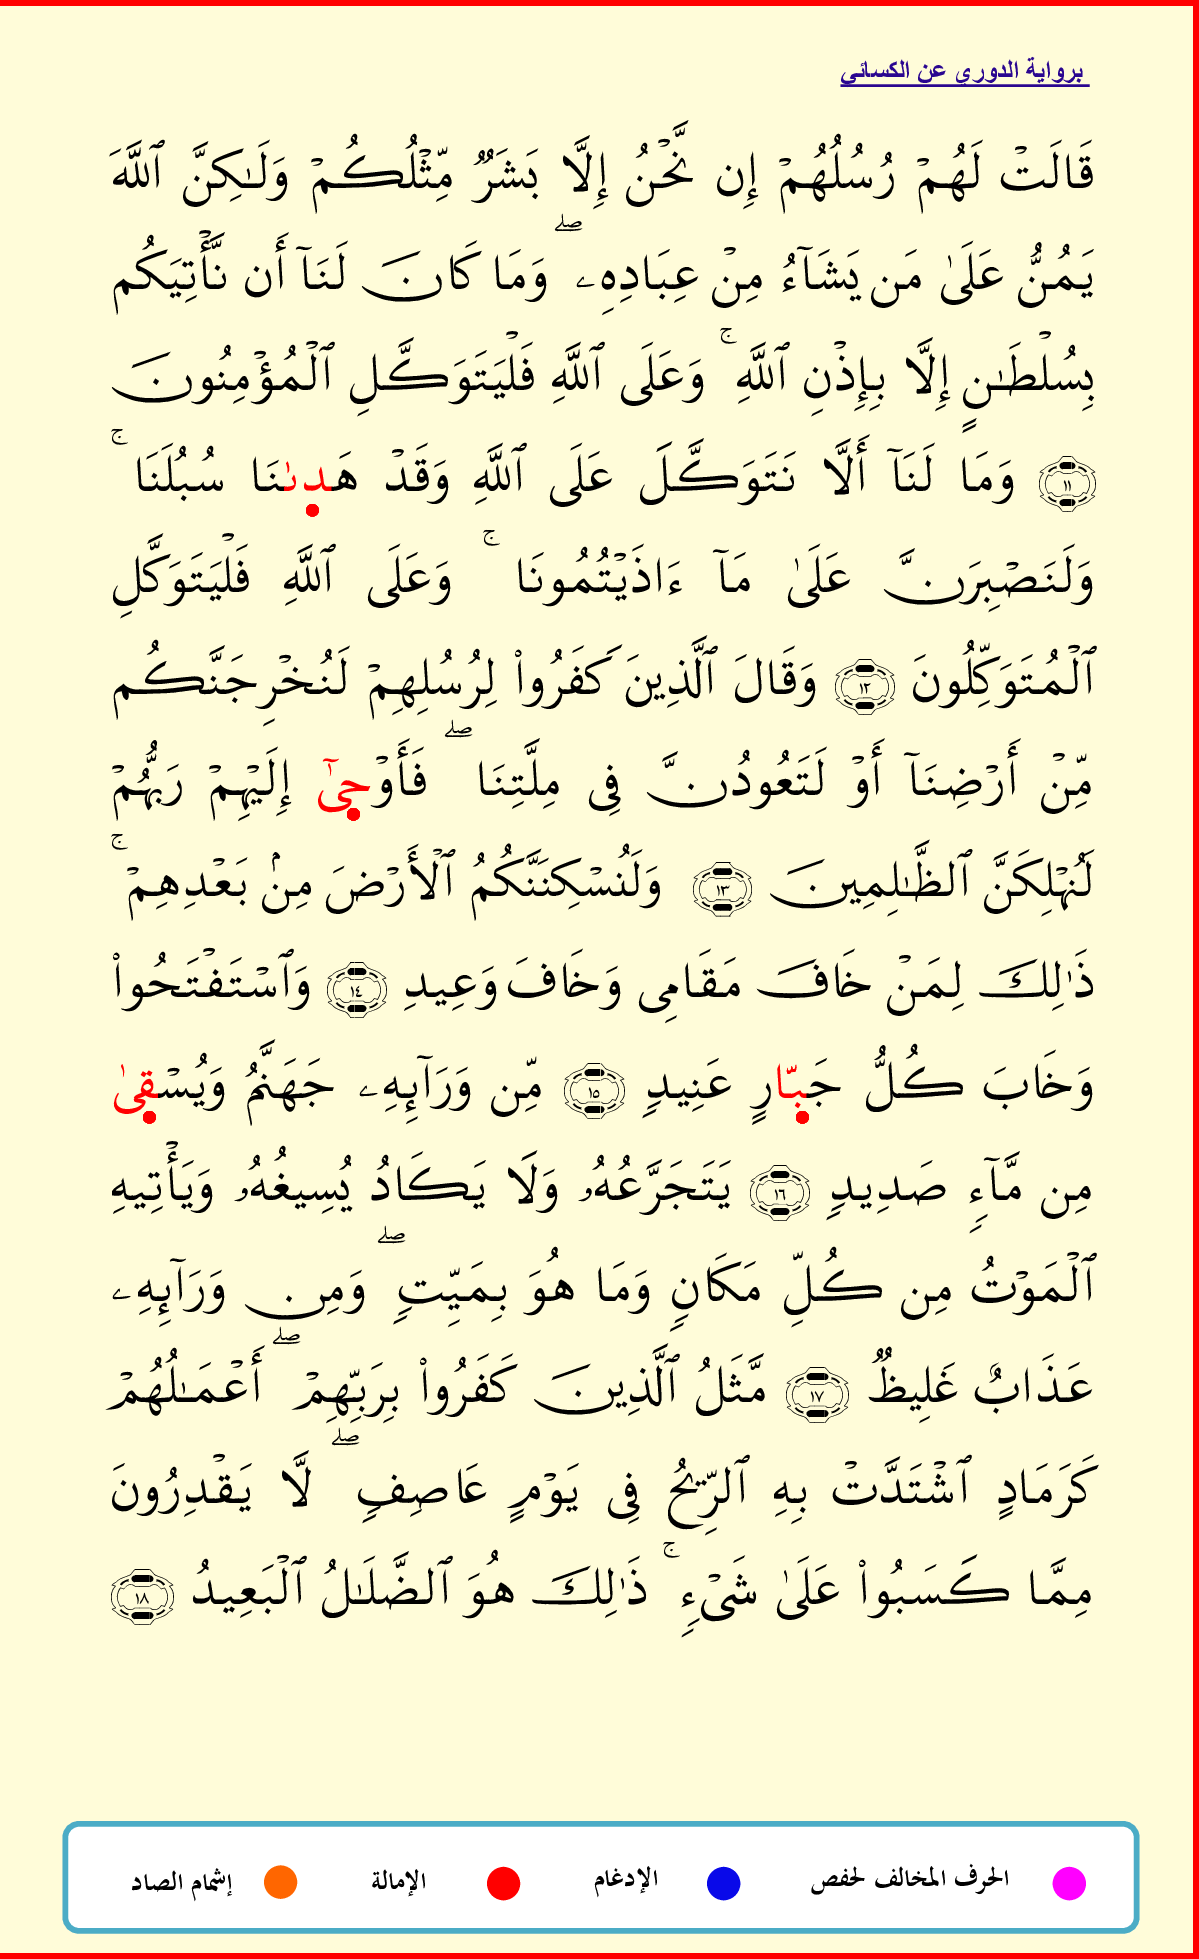 برواية الدوري عن الكسائي
قَالَتۡ لَهُمۡ رُسُلُهُمۡ إِن نَّحۡنُ إِلَّا بَشَرٌ مِّثۡلُكُمۡ وَلَٰكِنَّ ٱللَّهَ
يَمُنُّ عَلَىٰ مَن يَشَآءُ مِنۡ عِبَادِهِۦۖ وَمَا كَانَ لَنَآ أَن نَّأۡتِيَكُم
بِسُلۡطَٰنٍ إِلَّا بِإِذۡنِ ٱللَّهِۚ وَعَلَى ٱللَّهِ فَلۡيَتَوَكَّلِ ٱلۡمُؤۡمِنُونَ
١١ وَمَا لَنَآ أَلَّا نَتَوَكَّلَ عَلَى ٱللَّهِ وَقَدۡ هَدىٰنَا سُبُلَنَاۚ
وَلَنَصۡبِرَنَّ عَلَىٰ مَآ ءَاذَيۡتُمُونَاۚ وَعَلَى ٱللَّهِ فَلۡيَتَوَكَّلِ
ٱلۡمُتَوَكِّلُونَ ١٢ وَقَالَ ٱلَّذِينَ كَفَرُواْ لِرُسُلِهِمۡ لَنُخۡرِجَنَّكُم
مِّنۡ أَرۡضِنَآ أَوۡ لَتَعُودُنَّ فِي مِلَّتِنَاۖ فَأَوۡحىٰٓ إِلَيۡهِمۡ رَبُّهُمۡ
لَنُهۡلِكَنَّ ٱلظَّٰلِمِينَ ١٣ وَلَنُسۡكِنَنَّكُمُ ٱلۡأَرۡضَ مِنۢ بَعۡدِهِمۡۚ
ذَٰلِكَ لِمَنۡ خَافَ مَقَامِي وَخَافَ وَعِيدِ ١٤ وَٱسۡتَفۡتَحُواْ
وَخَابَ كُلُّ جَبّارٍ عَنِيدٍ ١٥ مِّن وَرَآئِهِۦ جَهَنَّمُ وَيُسۡقىٰ
مِن مَّآءٍ صَدِيدٍ ١٦ يَتَجَرَّعُهُۥ وَلَا يَكَادُ يُسِيغُهُۥ وَيَأۡتِيهِ
ٱلۡمَوۡتُ مِن كُلِّ مَكَانٍ وَمَا هُوَ بِمَيِّتٍۖ وَمِن وَرَآئِهِۦ
عَذَابٌ غَلِيظٌ ١٧ مَّثَلُ ٱلَّذِينَ كَفَرُواْ بِرَبِّهِمۡۖ أَعۡمَٰلُهُمۡ
كَرَمَادٍ ٱشۡتَدَّتۡ بِهِ ٱلرِّيحُ فِي يَوۡمٍ عَاصِفٍۖ لَّا يَقۡدِرُونَ
مِمَّا كَسَبُواْ عَلَىٰ شَيۡءٍۚ ذَٰلِكَ هُوَ ٱلضَّلَٰلُ ٱلۡبَعِيدُ ١٨
الحرف المخالف لحفص الإدغام الإمالة إشمام الصاد